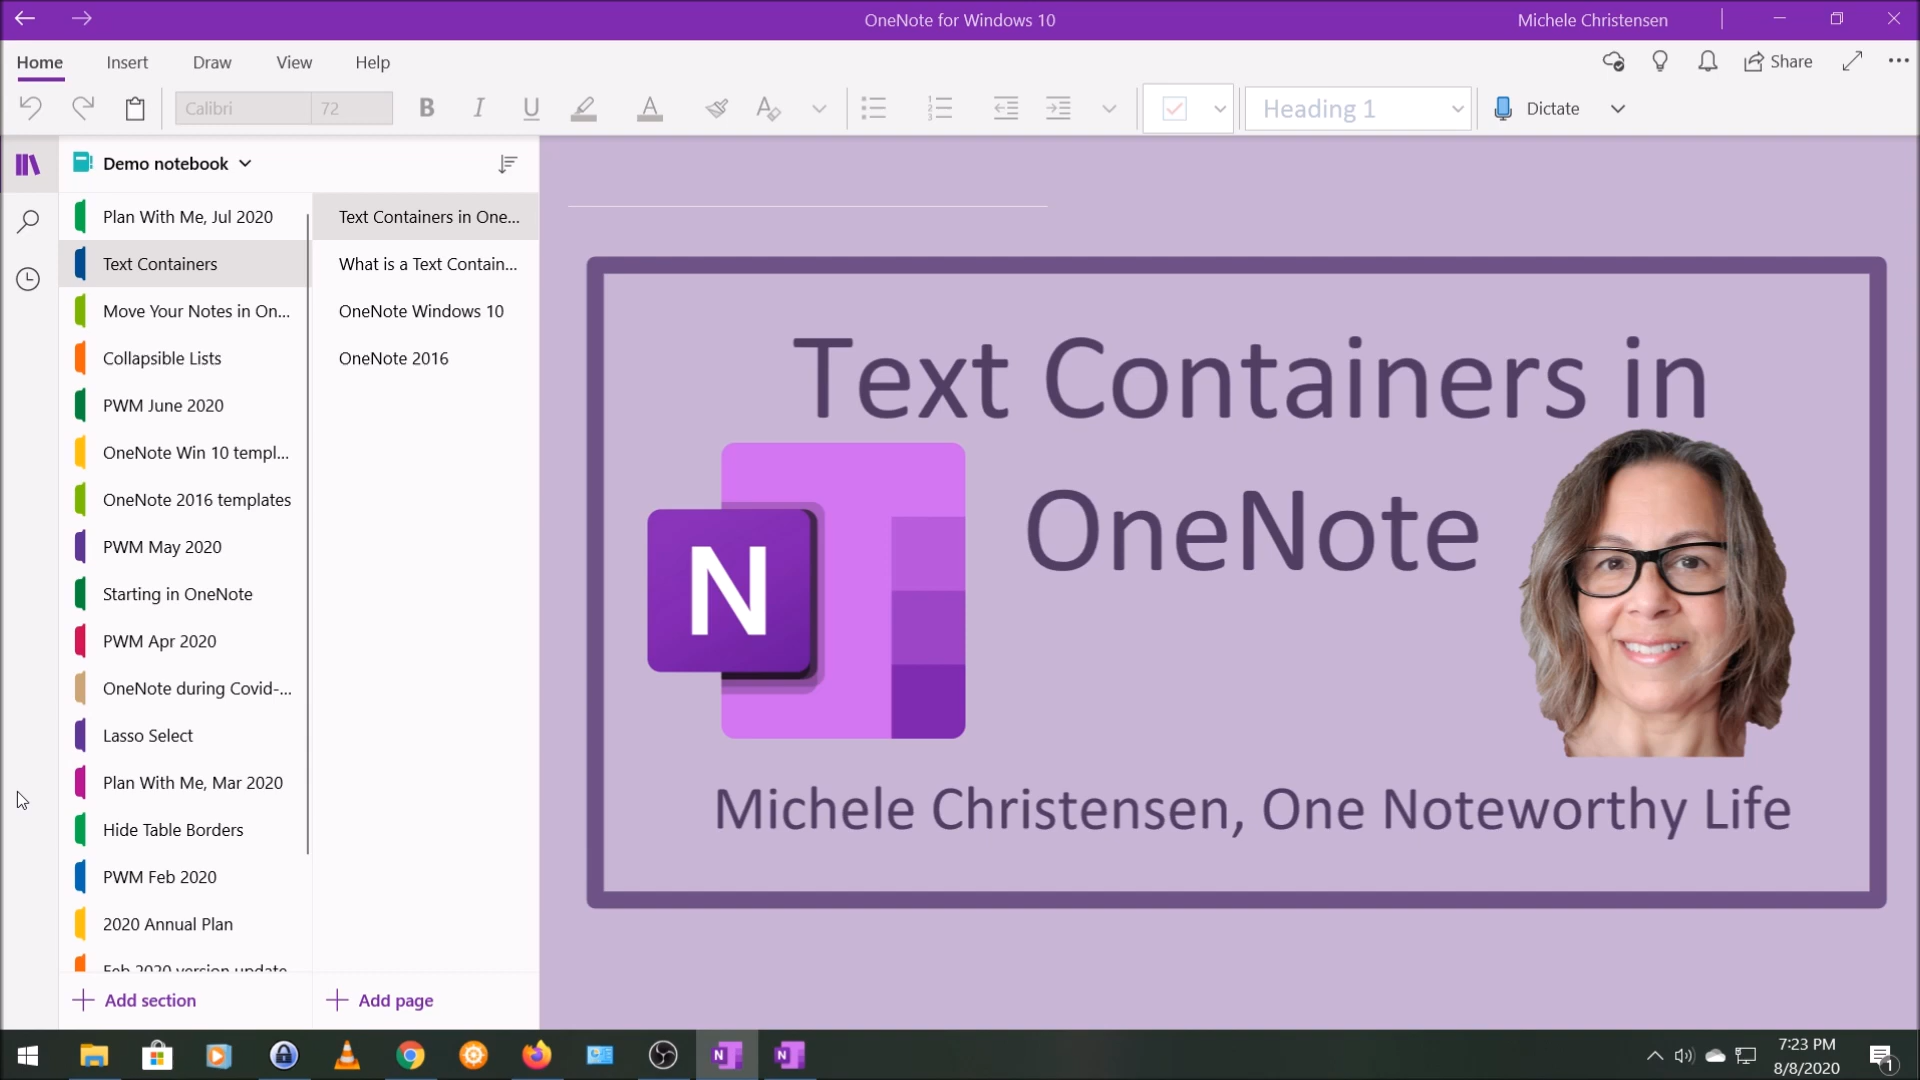 OneNote for Windows 10
Michele Christensen
Home
Insert
Draw
View
Help
Share
Calibri
72
B
I
U
A
A
Heading 1
Dictate
Demo notebook
Plan With Me, Jul 2020
Text Containers
Move Your Notes in On...
Collapsible Lists
PWM June 2020
OneNote Win 10 templ...
OneNote 2016 templates
PWM May 2020
Starting in OneNote
PWM Apr 2020
OneNote during Covid-...
Lasso Select
Plan With Me, Mar 2020
Hide Table Borders
PWM Feb 2020
2020 Annual Plan
Feb 2020 version update
Add section
Text Containers in One...
What is a Text Contain...
OneNote Windows 10
OneNote 2016
Add page
Text Containers in
OneNote
N
Michele Christensen, One Noteworthy Life
N
N
7:23 PM
8/8/2020
1